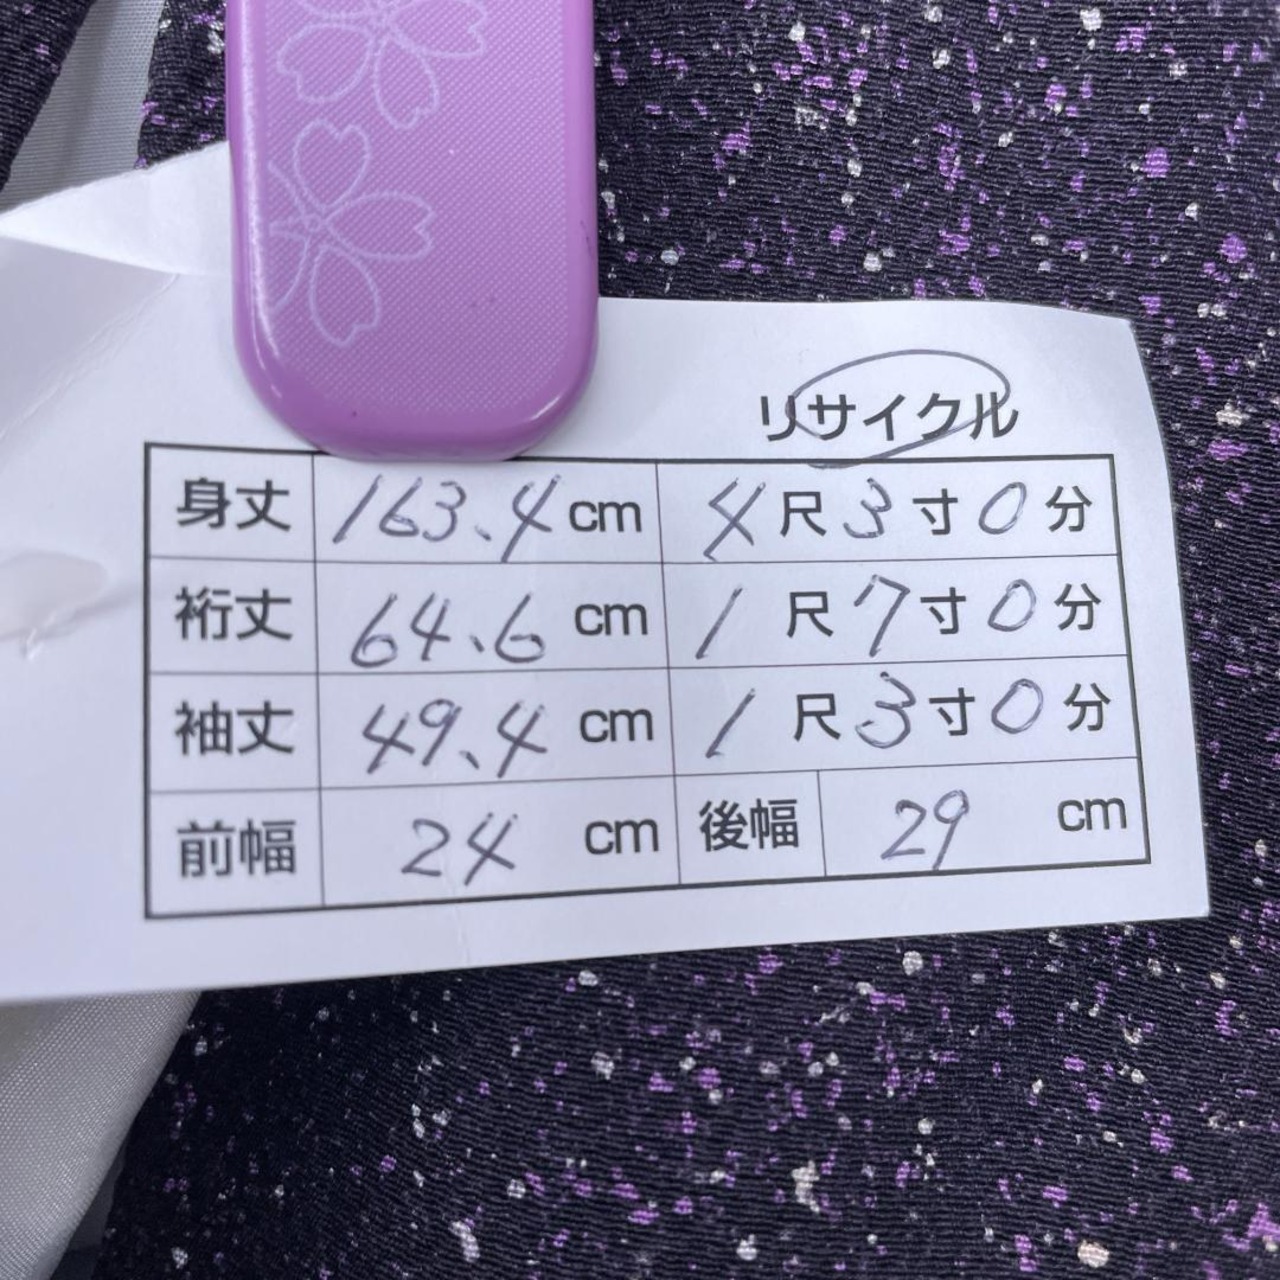 リサイクル
身丈 163.4 cm 4尺3寸0分
裄丈 64.6 cm 1尺7寸0分
袖丈 49.4 cm 1尺3寸0分
前幅 24 cm 後幅 29 cm